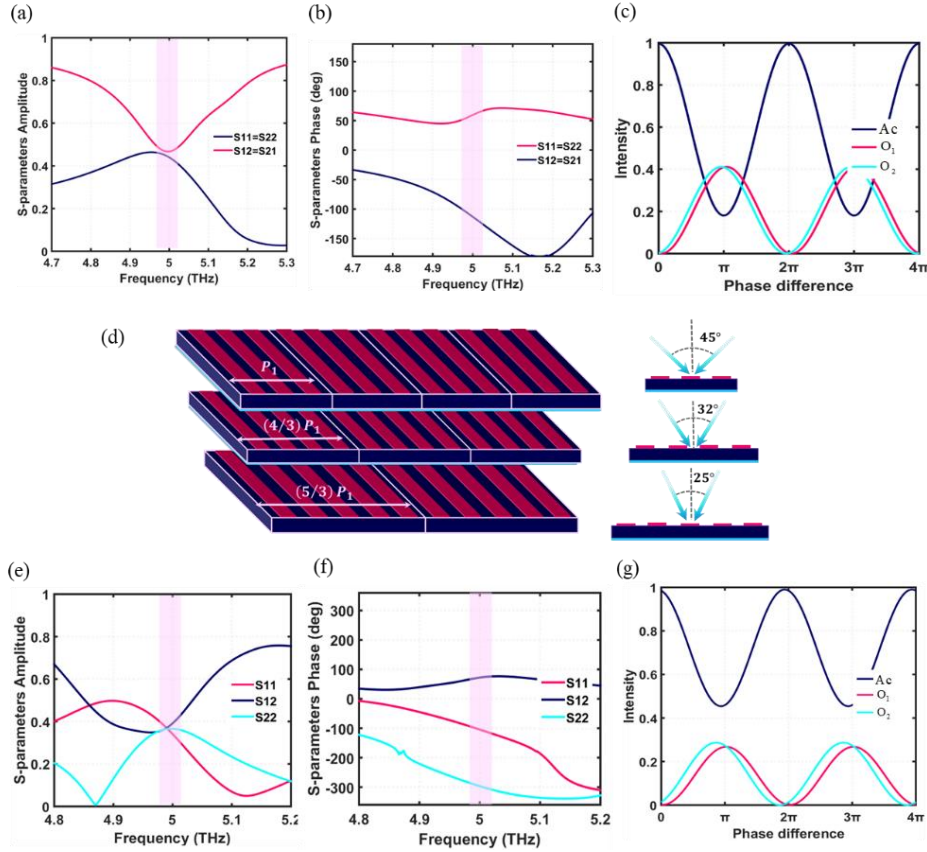 (a)
S-parameters Amplitude
1
0.8
0.6
0.4
0.2
0
4.7 4.8 4.9 5 5.1 5.2 5.3
Frequency (THz)
S11=S22
S12=S21
(b)
S-parameters Phase (deg)
150
100
50
0
-50
-100
-150
4.7 4.8 4.9 5 5.1 5.2 5.3
Frequency (THz)
S11=S22
S12=S21
(c)
Intensity
1
0.8
0.6
0.4
0.2
0
0 π 2π 3π 4π
Phase difference
Ac
O₁
O₂
(d)
P₁
(4/3) P₁
(5/3) P₁
45°
32°
25°
(e)
S-parameters Amplitude
1
0.8
0.6
0.4
0.2
0
4.8 4.9 5 5.1 5.2
Frequency (THz)
S11
S12
S22
(f)
S-parameters Phase (deg)
300
200
100
0
-100
-200
-300
4.8 4.9 5 5.1 5.2
Frequency (THz)
S11
S12
S22
(g)
Intensity
1
0.8
0.6
0.4
0.2
0
0 π 2π 3π 4π
Phase difference
Ac
O₁
O₂